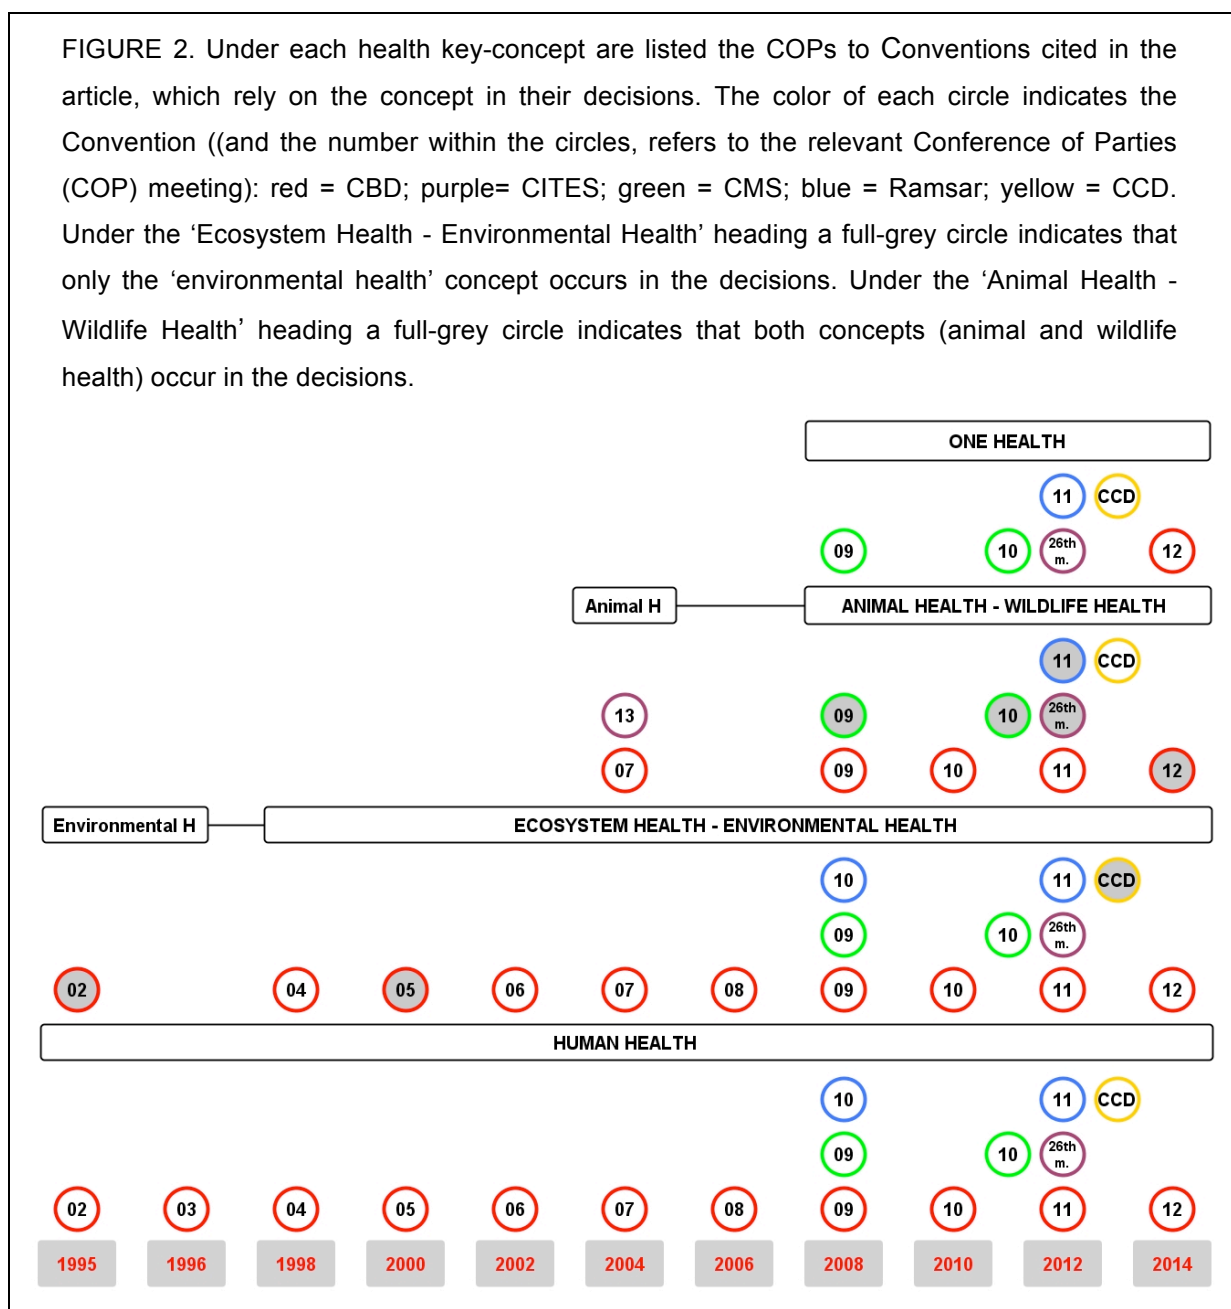 FIGURE 2. Under each health key-concept are listed the COPs to Conventions cited in the
article, which rely on the concept in their decisions. The color of each circle indicates the
Convention ((and the number within the circles, refers to the relevant Conference of Parties
(COP) meeting): red = CBD; purple= CITES; green = CMS; blue = Ramsar; yellow = CCD.
Under the ‘Ecosystem Health - Environmental Health’ heading a full-grey circle indicates that
only the ‘environmental health’ concept occurs in the decisions. Under the ‘Animal Health -
Wildlife Health’ heading a full-grey circle indicates that both concepts (animal and wildlife
health) occur in the decisions.
ONE HEALTH
11 CCD
09 10 26th m. 12
Animal H ANIMAL HEALTH - WILDLIFE HEALTH
11 CCD
13 09 10 26th m.
07 09 10 11 12
Environmental H ECOSYSTEM HEALTH - ENVIRONMENTAL HEALTH
10 11 CCD
09 10 26th m.
02 04 05 06 07 08 09 10 11 12
HUMAN HEALTH
10 11 CCD
09 10 26th m.
02 03 04 05 06 07 08 09 10 11 12
1995 1996 1998 2000 2002 2004 2006 2008 2010 2012 2014